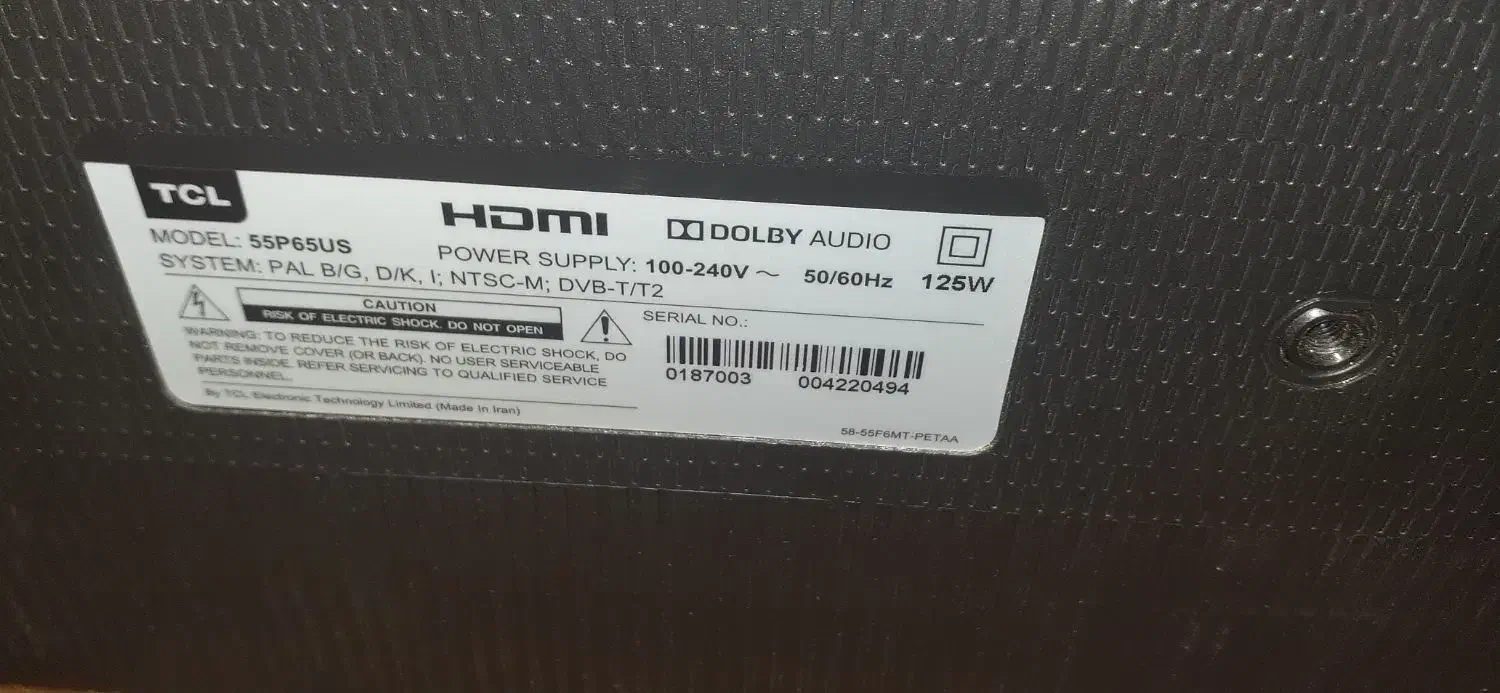 TCL
HDMI DOLBY AUDIO
MODEL: 55P65US
POWER SUPPLY: 100-240V ~ 50/60Hz 125W
SYSTEM: PAL B/G, D/K, I; NTSC-M; DVB-T/T2
CAUTION
RISK OF ELECTRIC SHOCK. DO NOT OPEN
WARNING: TO REDUCE THE RISK OF ELECTRIC SHOCK, DO
NOT REMOVE COVER (OR BACK). NO USER SERVICEABLE
PARTS INSIDE. REFER SERVICING TO QUALIFIED SERVICE
PERSONNEL.
By TCL Electronic Technology Limited (Made In Iran)
SERIAL NO.:
0187003 004220494
58-55F6MT-PETAA